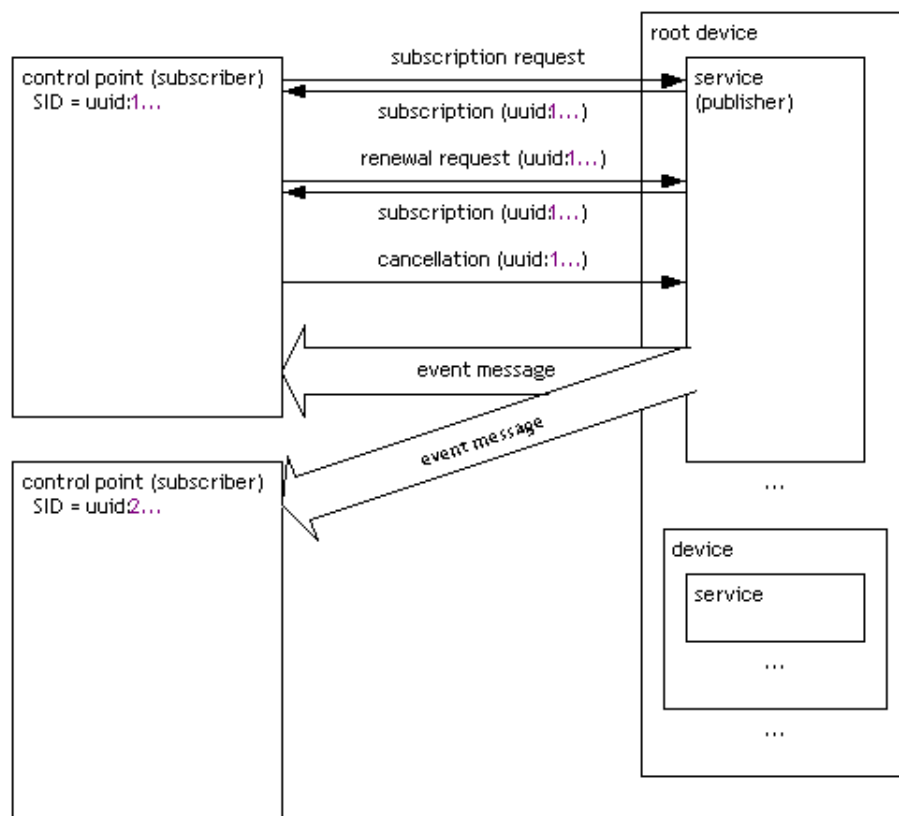 root device
subscription request
control point (subscriber)
SID = uuid:1...
service
(publisher)
subscription (uuid:1...)
renewal request (uuid:1...)
subscription (uuid:1...)
cancellation (uuid:1...)
event message
event message
control point (subscriber)
SID = uuid:2...
...
device
service
...
...